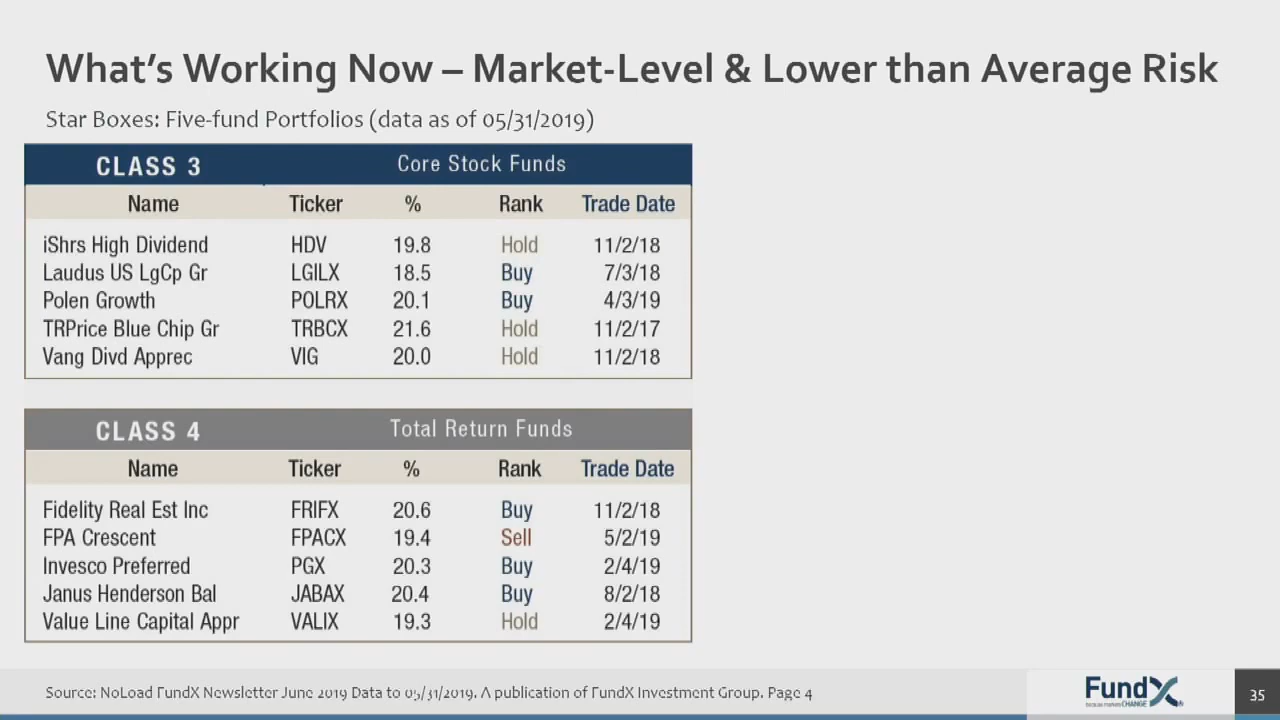 What's Working Now – Market-Level & Lower than Average Risk
Star Boxes: Five-fund Portfolios (data as of 05/31/2019)
CLASS 3 Core Stock Funds
Name Ticker % Rank Trade Date
iShrs High Dividend HDV 19.8 Hold 11/2/18
Laudus US LgCp Gr LGILX 18.5 Buy 7/3/18
Polen Growth POLRX 20.1 Buy 4/3/19
TRPrice Blue Chip Gr TRBCX 21.6 Hold 11/2/17
Vang Divd Apprec VIG 20.0 Hold 11/2/18
CLASS 4 Total Return Funds
Name Ticker % Rank Trade Date
Fidelity Real Est Inc FRIFX 20.6 Buy 11/2/18
FPA Crescent FPACX 19.4 Sell 5/2/19
Invesco Preferred PGX 20.3 Buy 2/4/19
Janus Henderson Bal JABAX 20.4 Buy 8/2/18
Value Line Capital Appr VALIX 19.3 Hold 2/4/19
Source: NoLoad FundX Newsletter June 2019 Data to 05/31/2019. A publication of FundX Investment Group. Page 4
FundX
because markets CHANGE
35